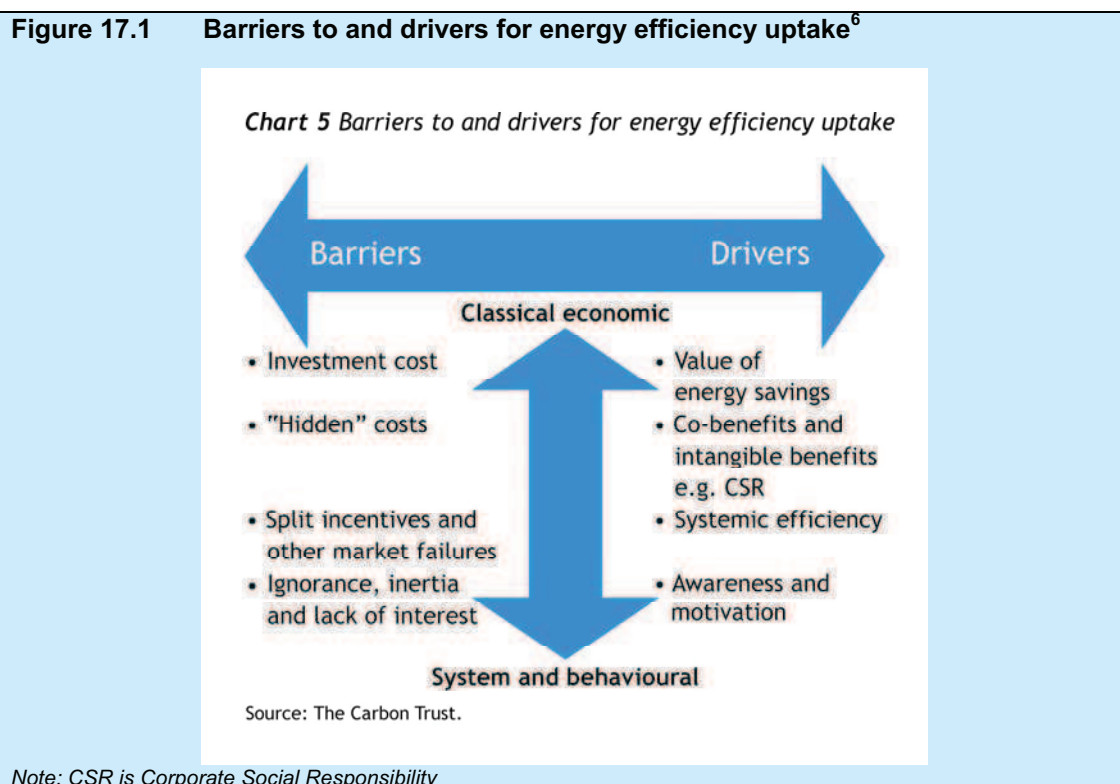 Figure 17.1 Barriers to and drivers for energy efficiency uptake6
Chart 5 Barriers to and drivers for energy efficiency uptake
Barriers
Drivers
Classical economic
• Investment cost
• "Hidden" costs
• Split incentives and
other market failures
• Ignorance, inertia
and lack of interest
• Value of
energy savings
• Co-benefits and
intangible benefits
e.g. CSR
• Systemic efficiency
• Awareness and
motivation
System and behavioural
Source: The Carbon Trust.
Note: CSR is Corporate Social Responsibility